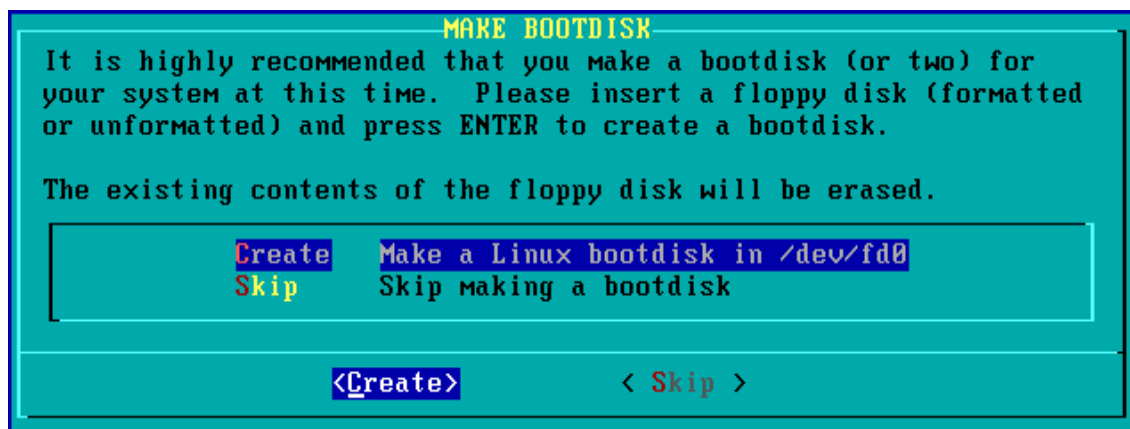 MAKE BOOTDISK
It is highly recommended that you make a bootdisk (or two) for
your system at this time.  Please insert a floppy disk (formatted
or unformatted) and press ENTER to create a bootdisk.
The existing contents of the floppy disk will be erased.
Create   Make a Linux bootdisk in /dev/fd0
Skip     Skip making a bootdisk
<Create>          < Skip >